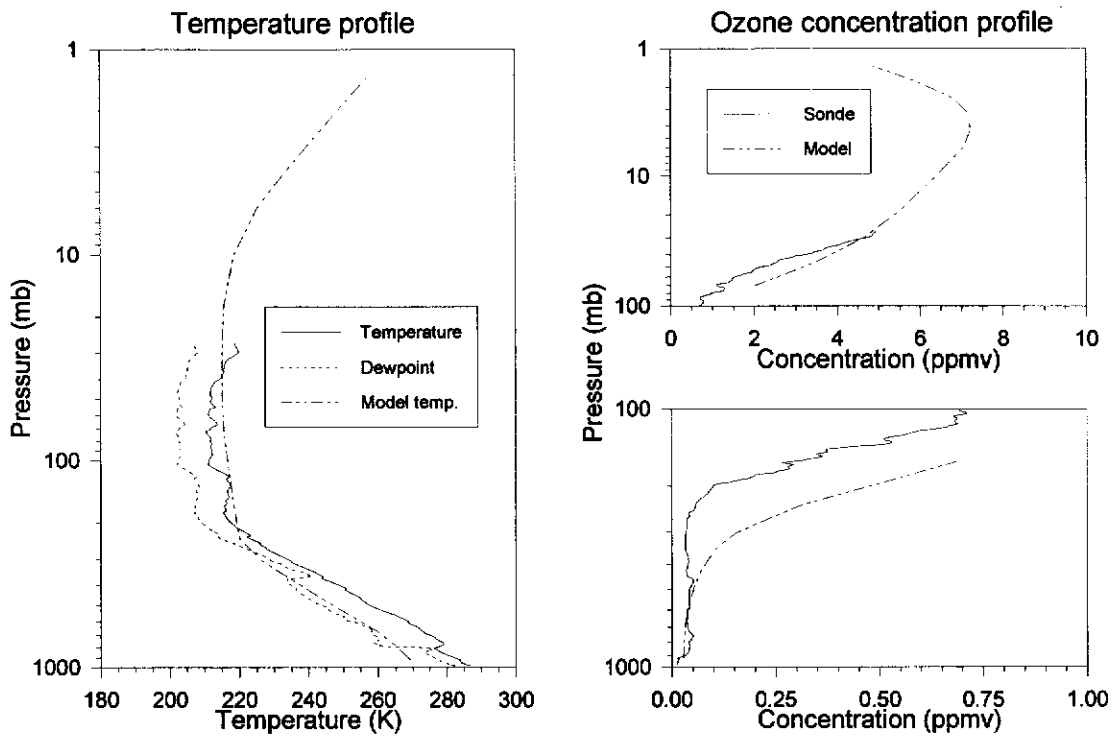 Temperature profile
1
10
100
1000
Pressure (mb)
Temperature
Dewpoint
Model temp.
180 200 220 240 260 280 300
Temperature (K)
Ozone concentration profile
1
10
100
Pressure (mb)
Sonde
Model
0 2 4 6 8 10
Concentration (ppmv)
100
1000
0.00 0.25 0.50 0.75 1.00
Concentration (ppmv)